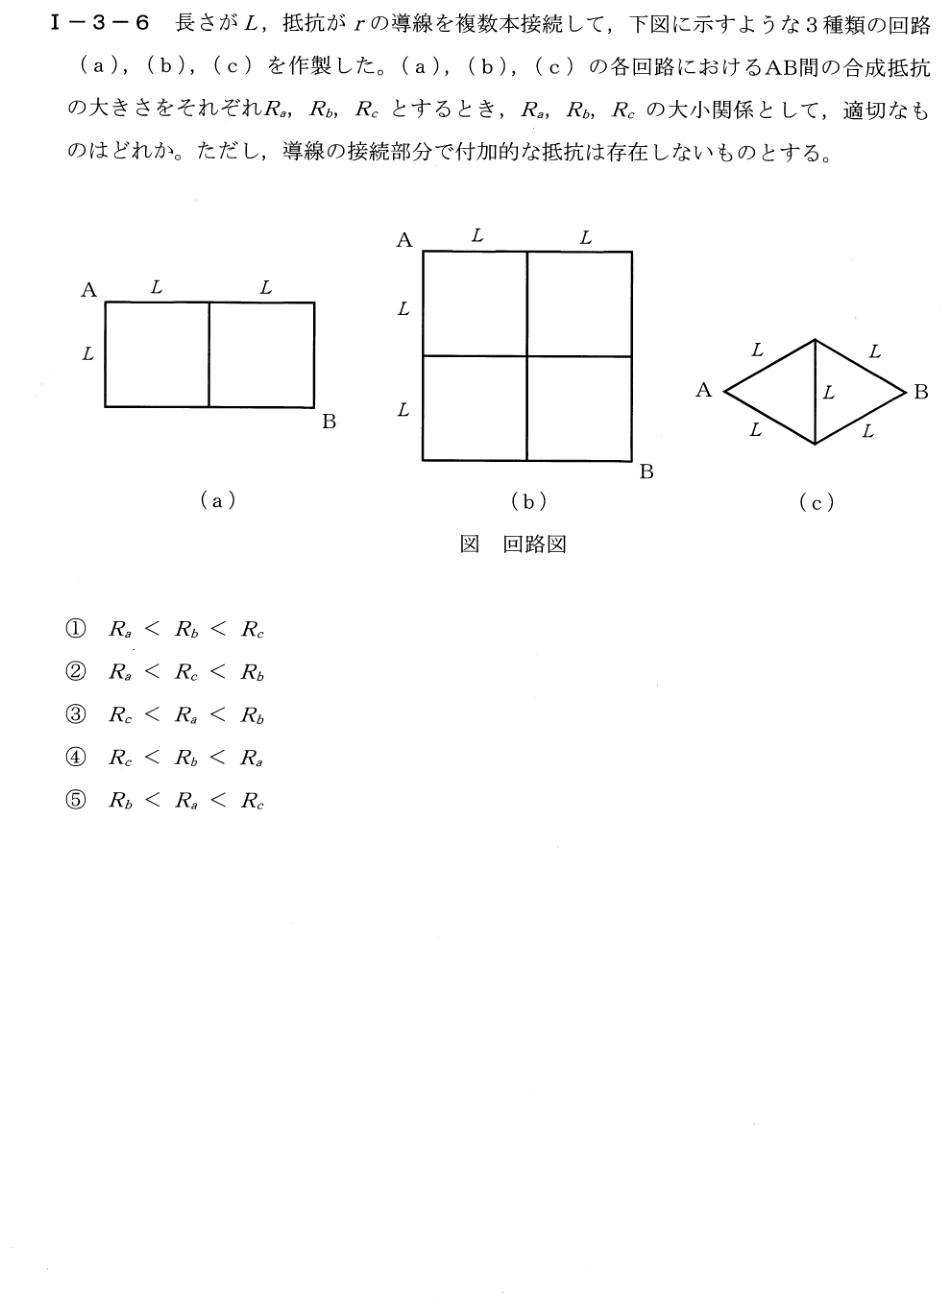 Ⅰ－３－６　長さが L，抵抗が r の導線を複数本接続して，下図に示すような３種類の回路
（a），（b），（c）を作製した。（a），（b），（c）の各回路におけるAB間の合成抵抗
の大きさをそれぞれRa，Rb，Rc とするとき，Ra，Rb，Rc の大小関係として，適切なも
のはどれか。ただし，導線の接続部分で付加的な抵抗は存在しないものとする。
A L L
L
B
（a）
A L L
L
L
B
（b）
L L
A L B
L L
（c）
図　回路図
① Ra < Rb < Rc
② Ra < Rc < Rb
③ Rc < Ra < Rb
④ Rc < Rb < Ra
⑤ Rb < Ra < Rc